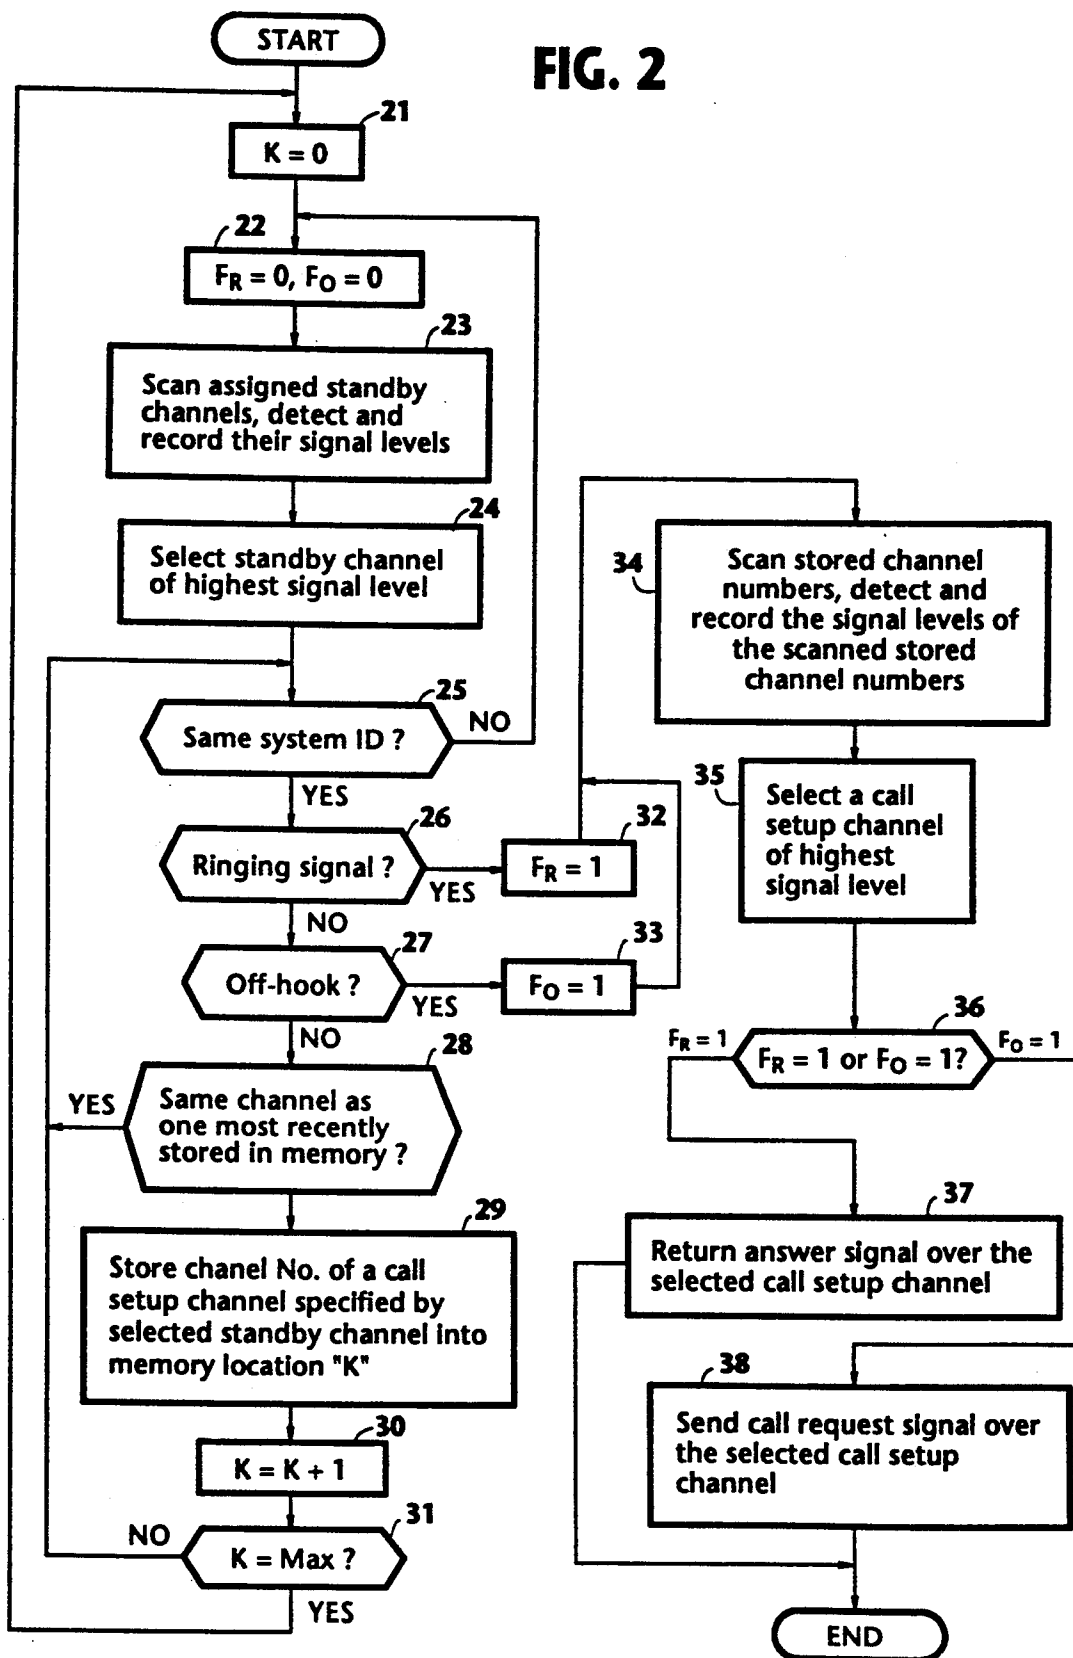 START
FIG. 2
21
K = 0
22
FR = 0, FO = 0
23
Scan assigned standby
channels, detect and
record their signal levels
24
Select standby channel
of highest signal level
25
Same system ID ?
NO
YES
26
Ringing signal ?
YES
32
FR = 1
NO
27
Off-hook ?
YES
33
FO = 1
NO
28
Same channel as
one most recently
stored in memory ?
YES
29
Store chanel No. of a call
setup channel specified by
selected standby channel into
memory location "K"
30
K = K + 1
31
K = Max ?
NO
YES
34
Scan stored channel
numbers, detect and
record the signal levels of
the scanned stored
channel numbers
35
Select a call
setup channel
of highest
signal level
36
FR = 1
FR = 1 or FO = 1?
FO = 1
37
Return answer signal over the
selected call setup channel
38
Send call request signal over
the selected call setup
channel
END